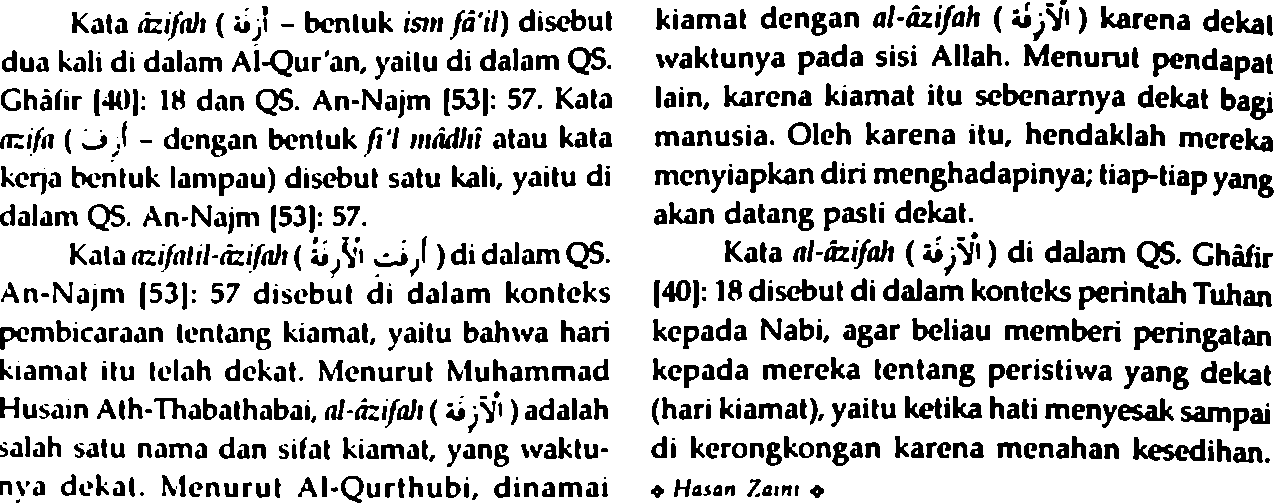 Kata âzifah ( أٰزِفَة – bentuk ism fâ'il) disebut
dua kali di dalam Al-Qur'an, yaitu di dalam QS.
Ghâfir [40]: 18 dan QS. An-Najm [53]: 57. Kata
azifa ( أَزِفَ – dengan bentuk fi'l mâdhî atau kata
kerja bentuk lampau) disebut satu kali, yaitu di
dalam QS. An-Najm [53]: 57.
Kata azifatil-âzifah ( أَزِفَتِ الْأٰزِفَةُ ) di dalam QS.
An-Najm [53]: 57 disebut di dalam konteks
pembicaraan tentang kiamat, yaitu bahwa hari
kiamat itu telah dekat. Menurut Muhammad
Husain Ath-Thabathabai, al-âzifah ( الْأٰزِفَة ) adalah
salah satu nama dan sifat kiamat, yang waktu-
nya dekat. Menurut Al-Qurthubi, dinamai
kiamat dengan al-âzifah ( الْأٰزِفَة ) karena dekat
waktunya pada sisi Allah. Menurut pendapat
lain, karena kiamat itu sebenarnya dekat bagi
manusia. Oleh karena itu, hendaklah mereka
menyiapkan diri menghadapinya; tiap-tiap yang
akan datang pasti dekat.
Kata al-âzifah ( الْأٰزِفَة ) di dalam QS. Ghâfir
[40]: 18 disebut di dalam konteks perintah Tuhan
kepada Nabi, agar beliau memberi peringatan
kepada mereka tentang peristiwa yang dekat
(hari kiamat), yaitu ketika hati menyesak sampai
di kerongkongan karena menahan kesedihan.
❖ Hasan Zaini ❖